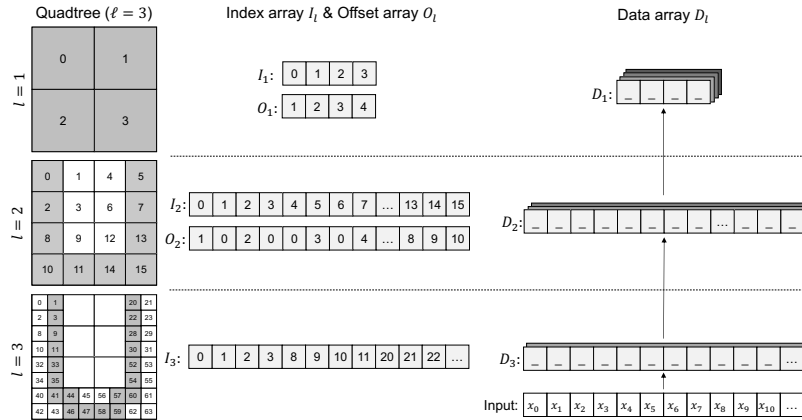 Quadtree (ℓ = 3)
Index array I_l & Offset array O_l
Data array D_l
l = 1
0 1
2 3
I_1: 0 1 2 3
O_1: 1 2 3 4
D_1: _ _ _ _
l = 2
0 1 4 5
2 3 6 7
8 9 12 13
10 11 14 15
I_2: 0 1 2 3 4 5 6 7 ... 13 14 15
O_2: 1 0 2 0 0 3 0 4 ... 8 9 10
D_2: _ _ _ _ _ _ _ _ ... _ _ _
l = 3
0 1 20 21
2 3 22 23
8 9 28 29
10 11 30 31
32 33 52 53
34 35 54 55
40 41 44 45 56 57 60 61
42 43 46 47 58 59 62 63
I_3: 0 1 2 3 8 9 10 11 20 21 22 ...
D_3: _ _ _ _ _ _ _ _ _ _ _ ...
Input: x_0 x_1 x_2 x_3 x_4 x_5 x_6 x_7 x_8 x_9 x_10 ...